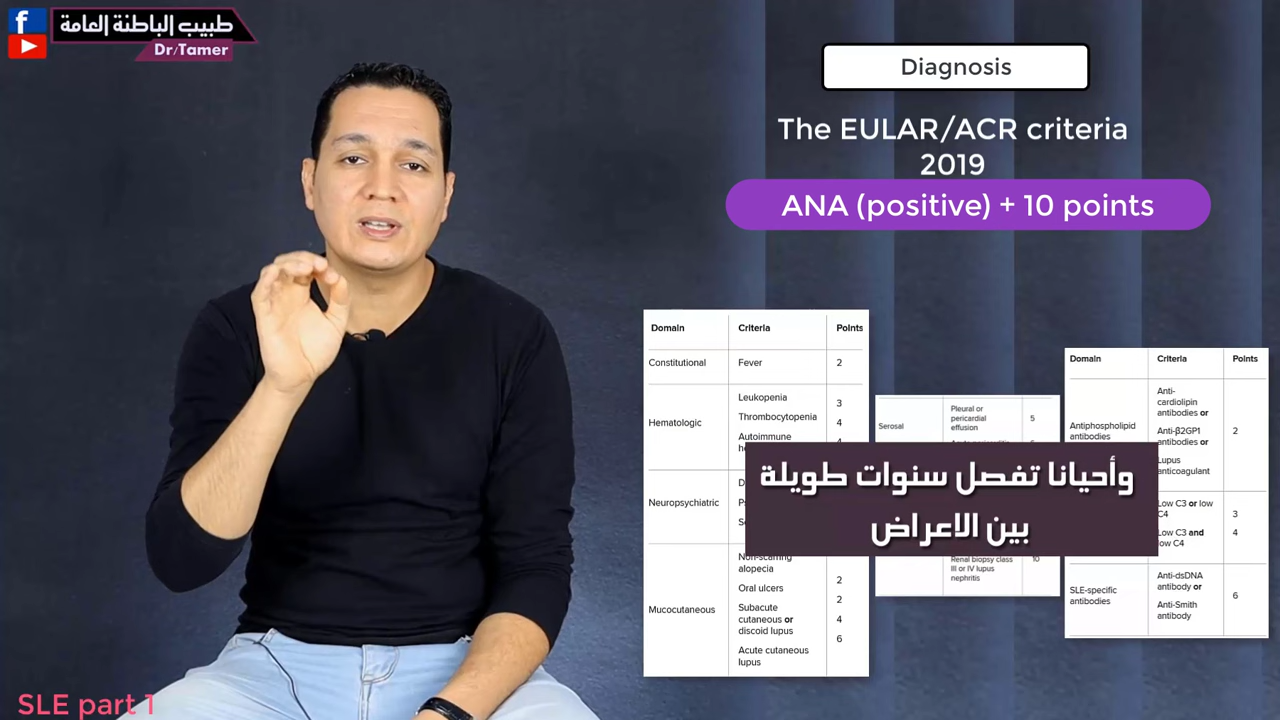 f
طبيب الباطنة العامة
Dr/Tamer
Diagnosis
The EULAR/ACR criteria
2019
ANA (positive) + 10 points
Domain Criteria Points
Constitutional Fever 2
Hematologic
Leukopenia 3
Thrombocytopenia 4
Autoimmune
Neuropsychiatric
Mucocutaneous
Non-scarring
alopecia 2
Oral ulcers 2
Subacute
cutaneous or
discoid lupus 4
Acute cutaneous
lupus 6
Serosal
Pleural or
pericardial
effusion 5
Renal biopsy class
III or IV lupus
nephritis 10
Domain Criteria Points
Antiphospholipid
antibodies
Anti-
cardiolipin
antibodies or
Anti-β2GP1
antibodies or
Lupus
anticoagulant
2
Low C3 or low
C4 3
Low C3 and
low C4 4
SLE-specific
antibodies
Anti-dsDNA
antibody or
Anti-Smith
antibody
6
وأحيانا تفصل سنوات طويلة
بين الاعراض
SLE part 1